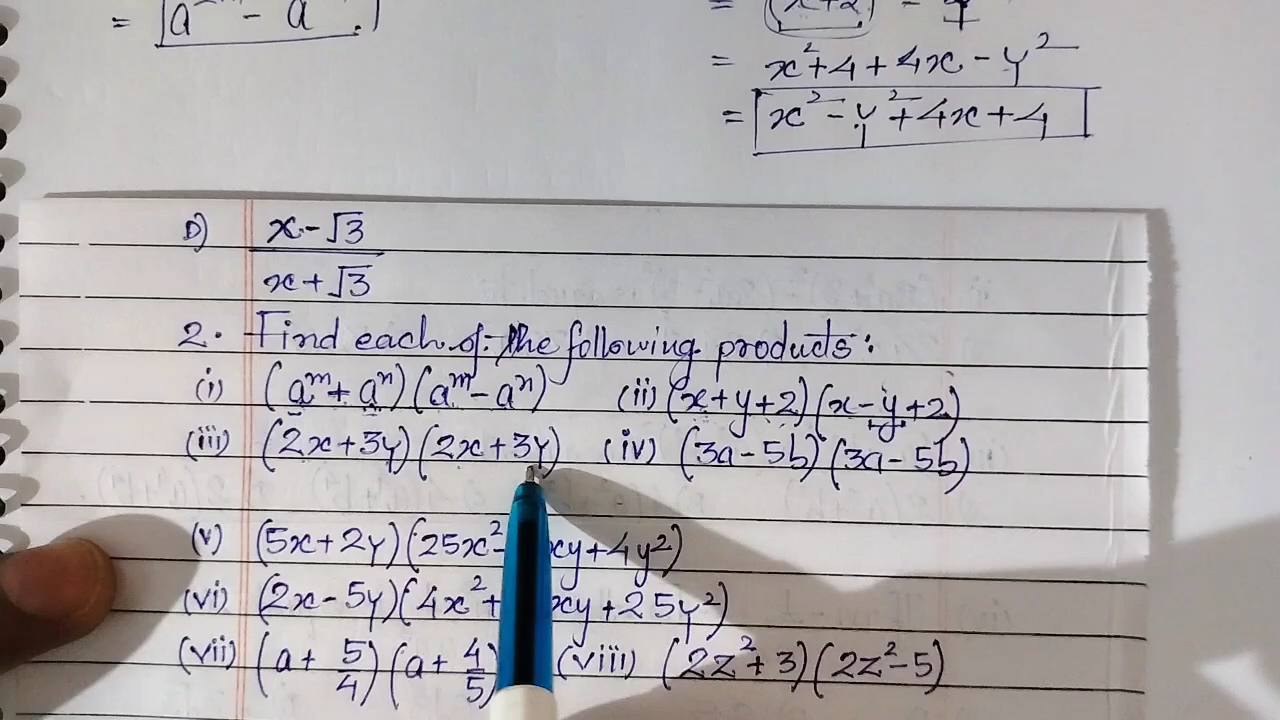 = a - a
= (x+2)
= x²+4+4x-y²
= x²-y²+4x+4
D) x-√3
x+√3
2. Find each of the following products:
(i) (aᵐ+aⁿ)(aᵐ-aⁿ) (ii) (x+y+2)(x-y+2)
(iii) (2x+3y)(2x+3y) (iv) (3a-5b)(3a-5b)
(v) (5x+2y)(25x²- xy+4y²)
(vi) (2x-5y)(4x²+ xy+25y²)
(vii) (a+5/4)(a+4/5) (viii) (2z²+3)(2z²-5)